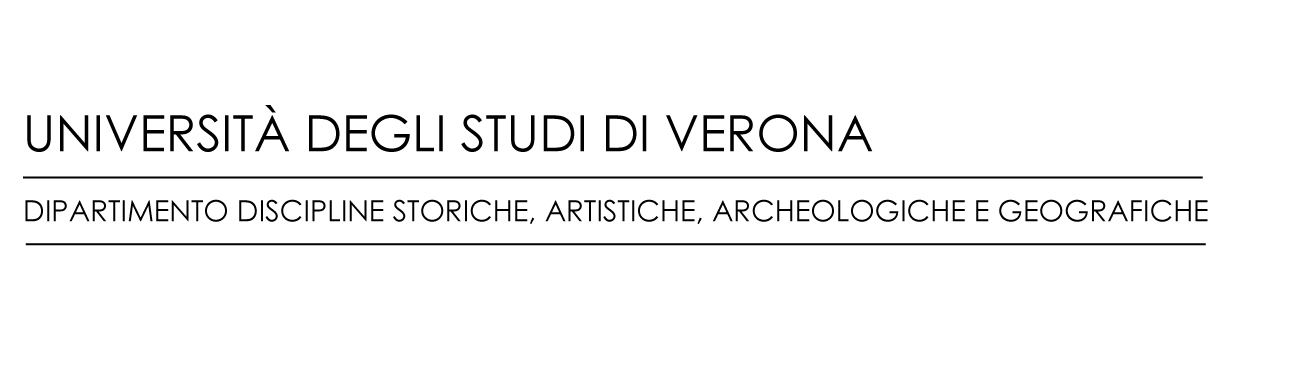 UNIVERSITÀ DEGLI STUDI DI VERONA
DIPARTIMENTO DISCIPLINE STORICHE, ARTISTICHE, ARCHEOLOGICHE E GEOGRAFICHE